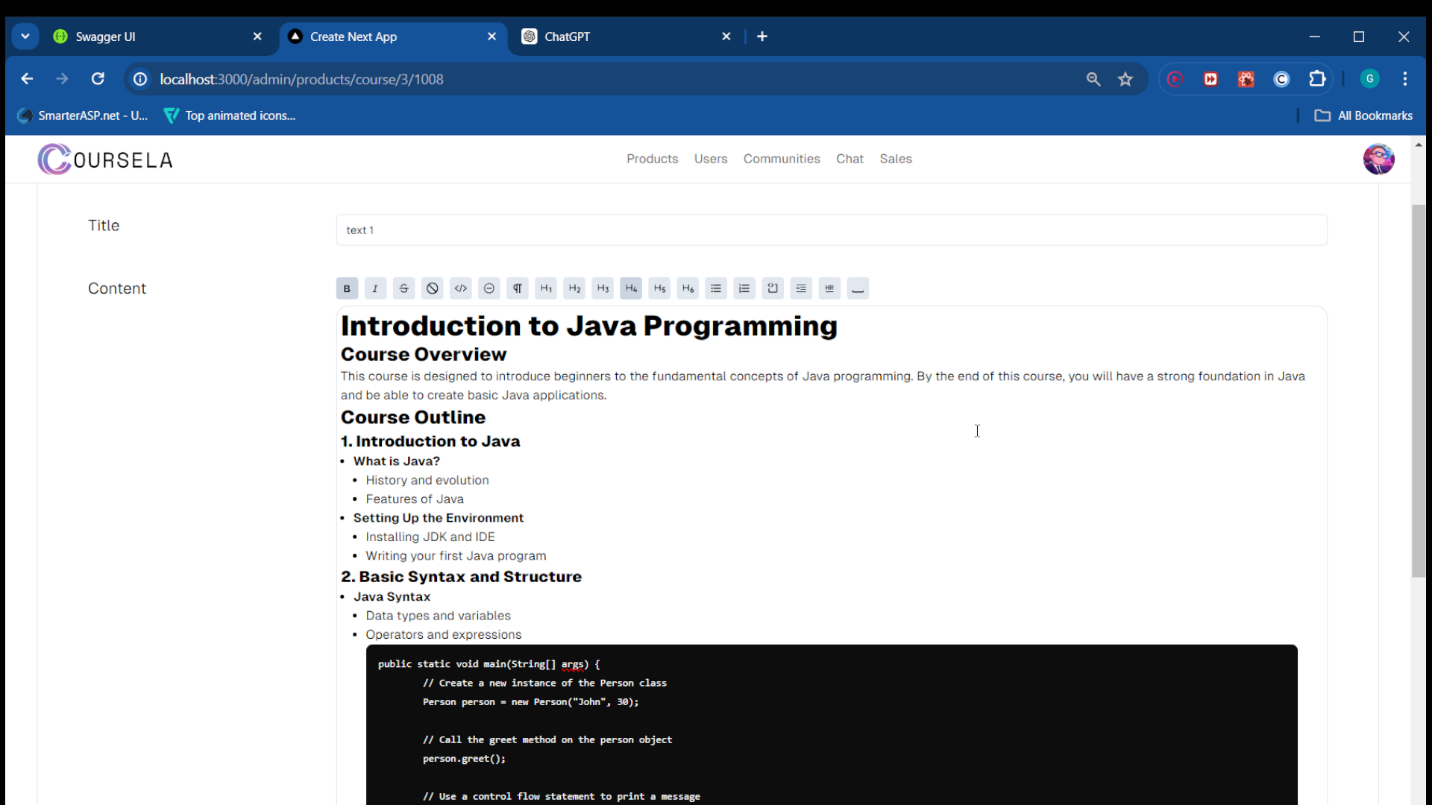 Swagger UI
Create Next App
ChatGPT
localhost:3000/admin/products/course/3/1008
G
SmarterASP.net - U...
Top animated icons...
All Bookmarks
COURSELA
Products
Users
Communities
Chat
Sales
Title
text 1
Content
B I S </> ¶ H1 H2 H3 H4 H5 H6 HR
Introduction to Java Programming
Course Overview
This course is designed to introduce beginners to the fundamental concepts of Java programming. By the end of this course, you will have a strong foundation in Java
and be able to create basic Java applications.
Course Outline
1. Introduction to Java
• What is Java?
• History and evolution
• Features of Java
• Setting Up the Environment
• Installing JDK and IDE
• Writing your first Java program
2. Basic Syntax and Structure
• Java Syntax
• Data types and variables
• Operators and expressions
public static void main(String[] args) {
// Create a new instance of the Person class
Person person = new Person("John", 30);
// Call the greet method on the person object
person.greet();
// Use a control flow statement to print a message